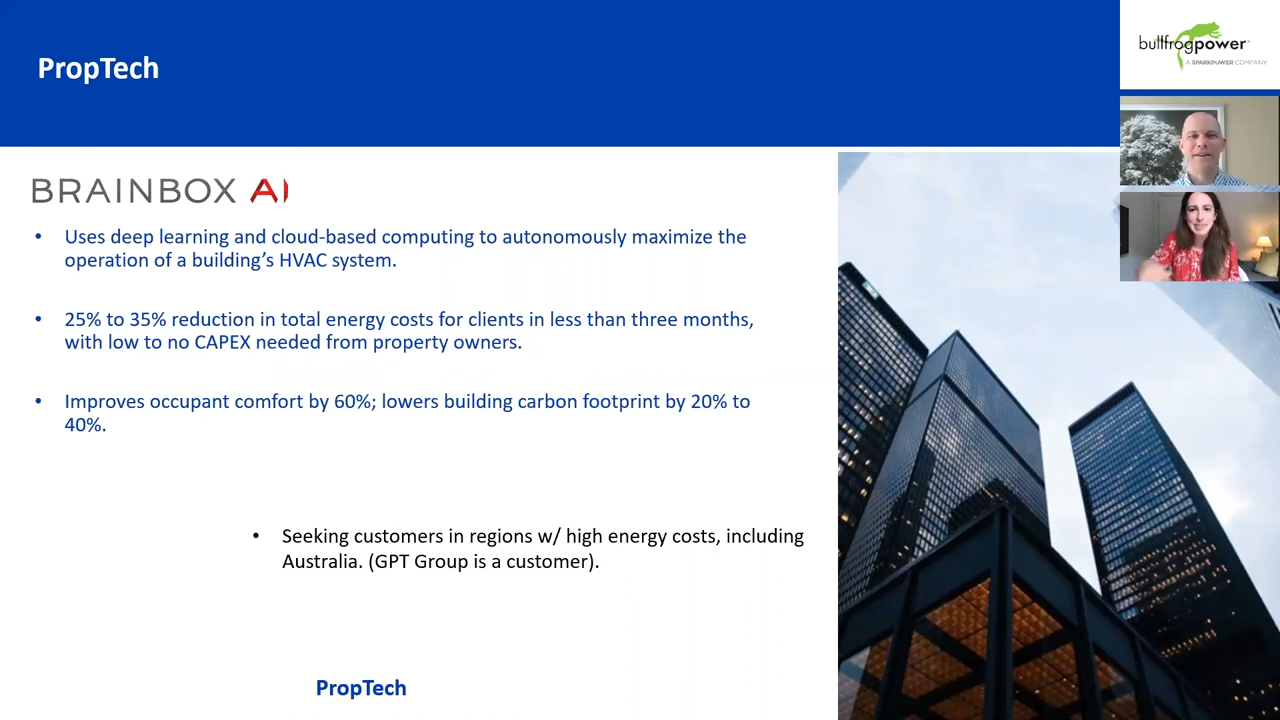 PropTech
bullfrogpower
A SPARKPOWER COMPANY
BRAINBOX AI
• Uses deep learning and cloud-based computing to autonomously maximize the
operation of a building’s HVAC system.
• 25% to 35% reduction in total energy costs for clients in less than three months,
with low to no CAPEX needed from property owners.
• Improves occupant comfort by 60%; lowers building carbon footprint by 20% to
40%.
• Seeking customers in regions w/ high energy costs, including
Australia. (GPT Group is a customer).
PropTech